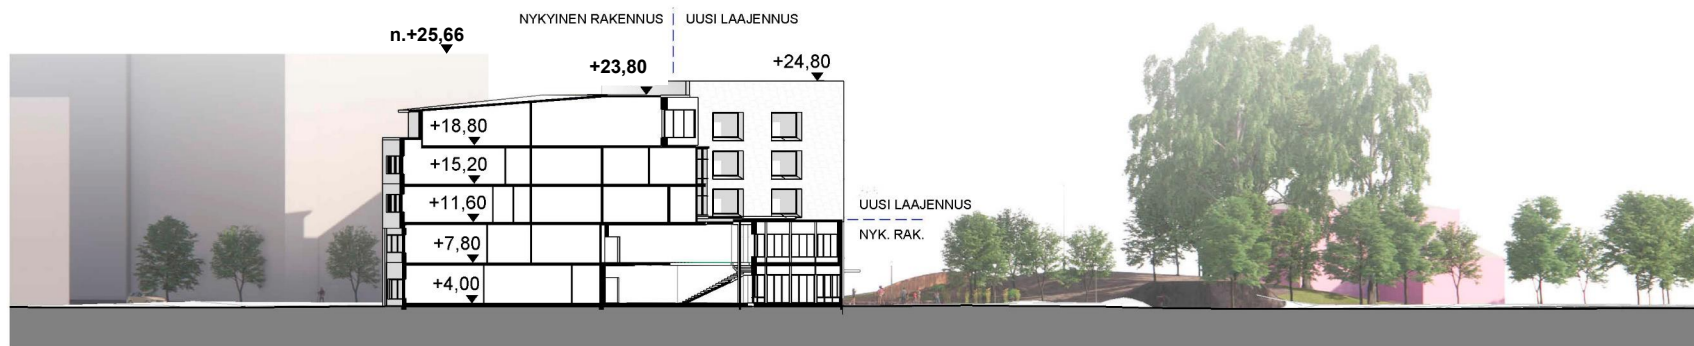 NYKYINEN RAKENNUS UUSI LAAJENNUS
n.+25,66
+23,80
+24,80
+18,80
+15,20
+11,60
+7,80
+4,00
UUSI LAAJENNUS
NYK. RAK.